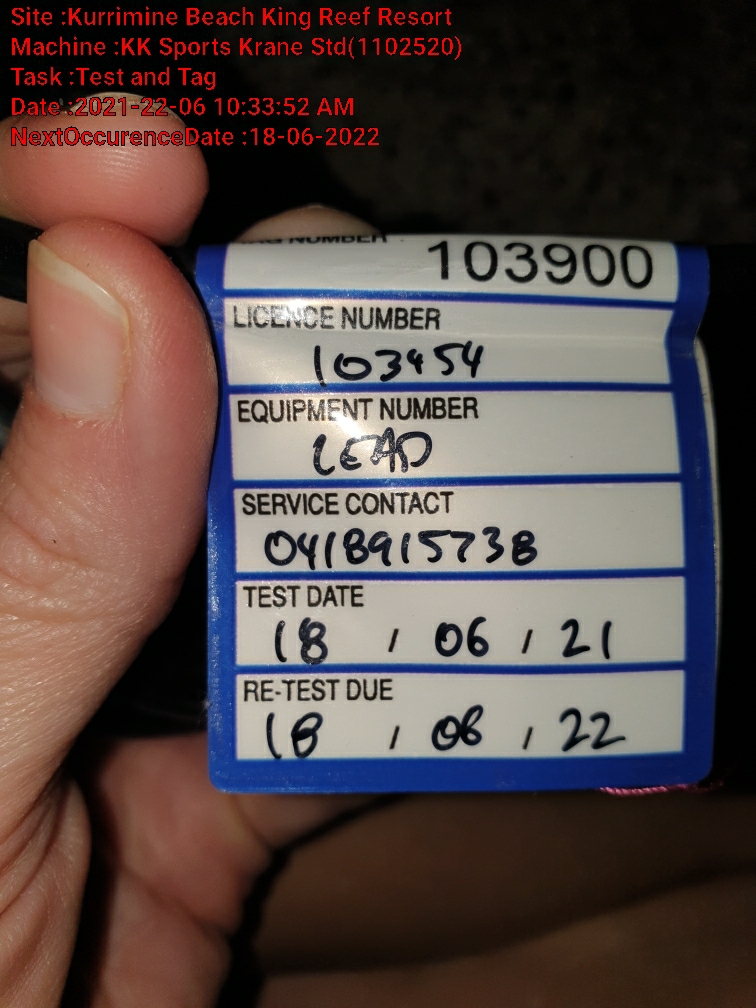 Site :Kurrimine Beach King Reef Resort
Machine :KK Sports Krane Std(1102520)
Task :Test and Tag
Date :2021-22-06 10:33:52 AM
NextOccurenceDate :18-06-2022
TAG NUMBER 103900
LICENCE NUMBER
103454
EQUIPMENT NUMBER
LEAD
SERVICE CONTACT
0418915738
TEST DATE
18 / 06 / 21
RE-TEST DUE
18 / 06 / 22